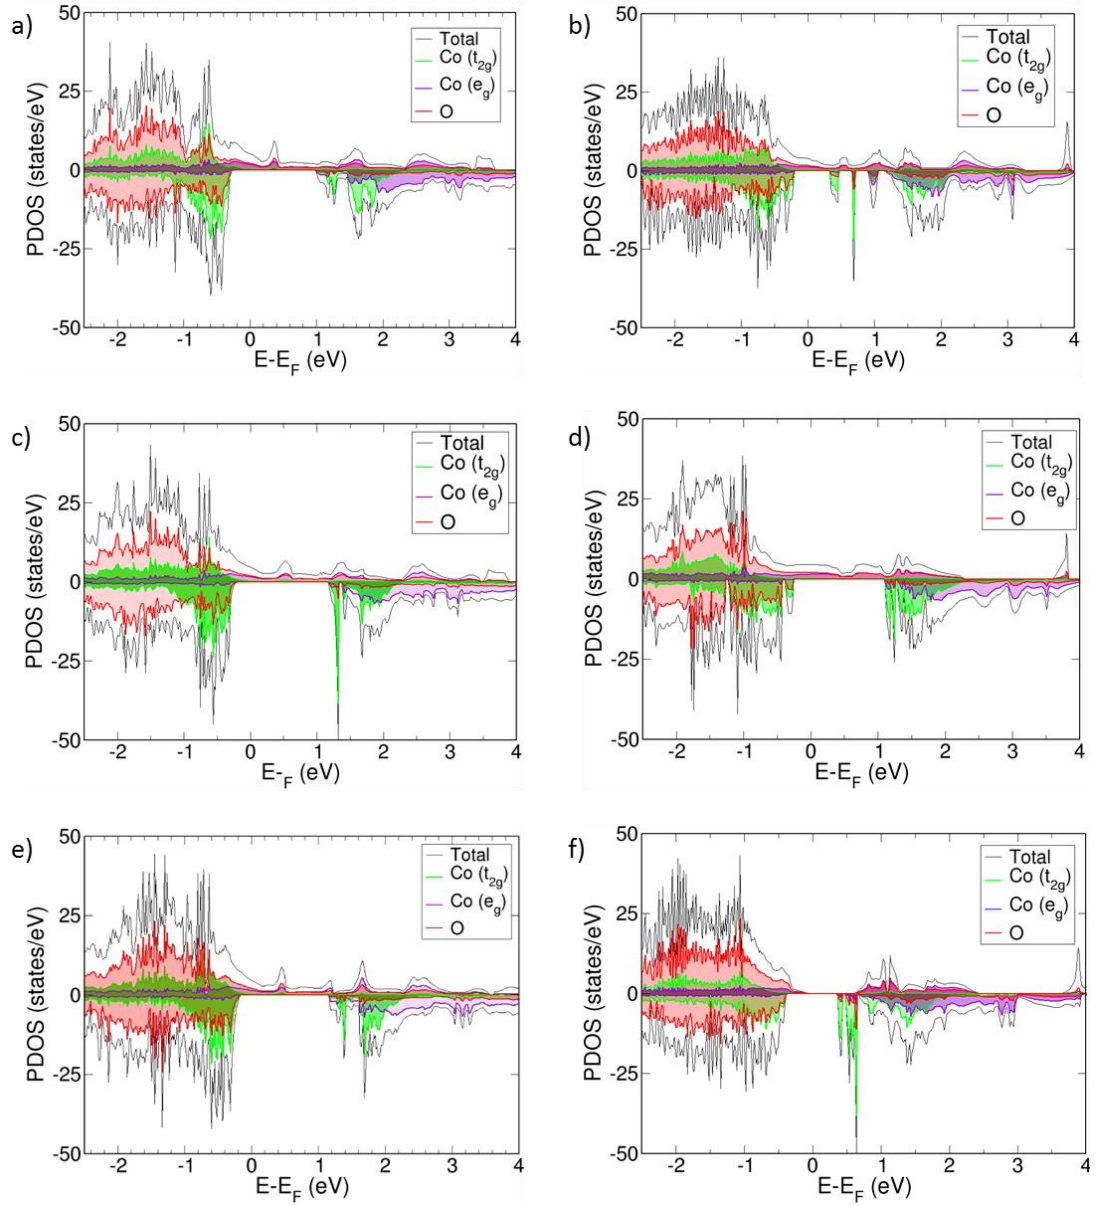 a)
50
25
0
-25
-50
PDOS (states/eV)
Total
Co (t2g)
Co (eg)
O
-2 -1 0 1 2 3 4
E-EF (eV)
b)
50
25
0
-25
-50
PDOS (states/eV)
Total
Co (t2g)
Co (eg)
O
-2 -1 0 1 2 3 4
E-EF (eV)
c)
50
25
0
-25
-50
PDOS (states/eV)
Total
Co (t2g)
Co (eg)
O
-2 -1 0 1 2 3 4
E-F (eV)
d)
50
25
0
-25
-50
PDOS (states/eV)
Total
Co (t2g)
Co (eg)
O
-2 -1 0 1 2 3 4
E-EF (eV)
e)
50
25
0
-25
-50
PDOS (states/eV)
Total
Co (t2g)
Co (eg)
O
-2 -1 0 1 2 3 4
E-EF (eV)
f)
50
25
0
-25
-50
PDOS (states/eV)
Total
Co (t2g)
Co (eg)
O
-2 -1 0 1 2 3 4
E-EF (eV)